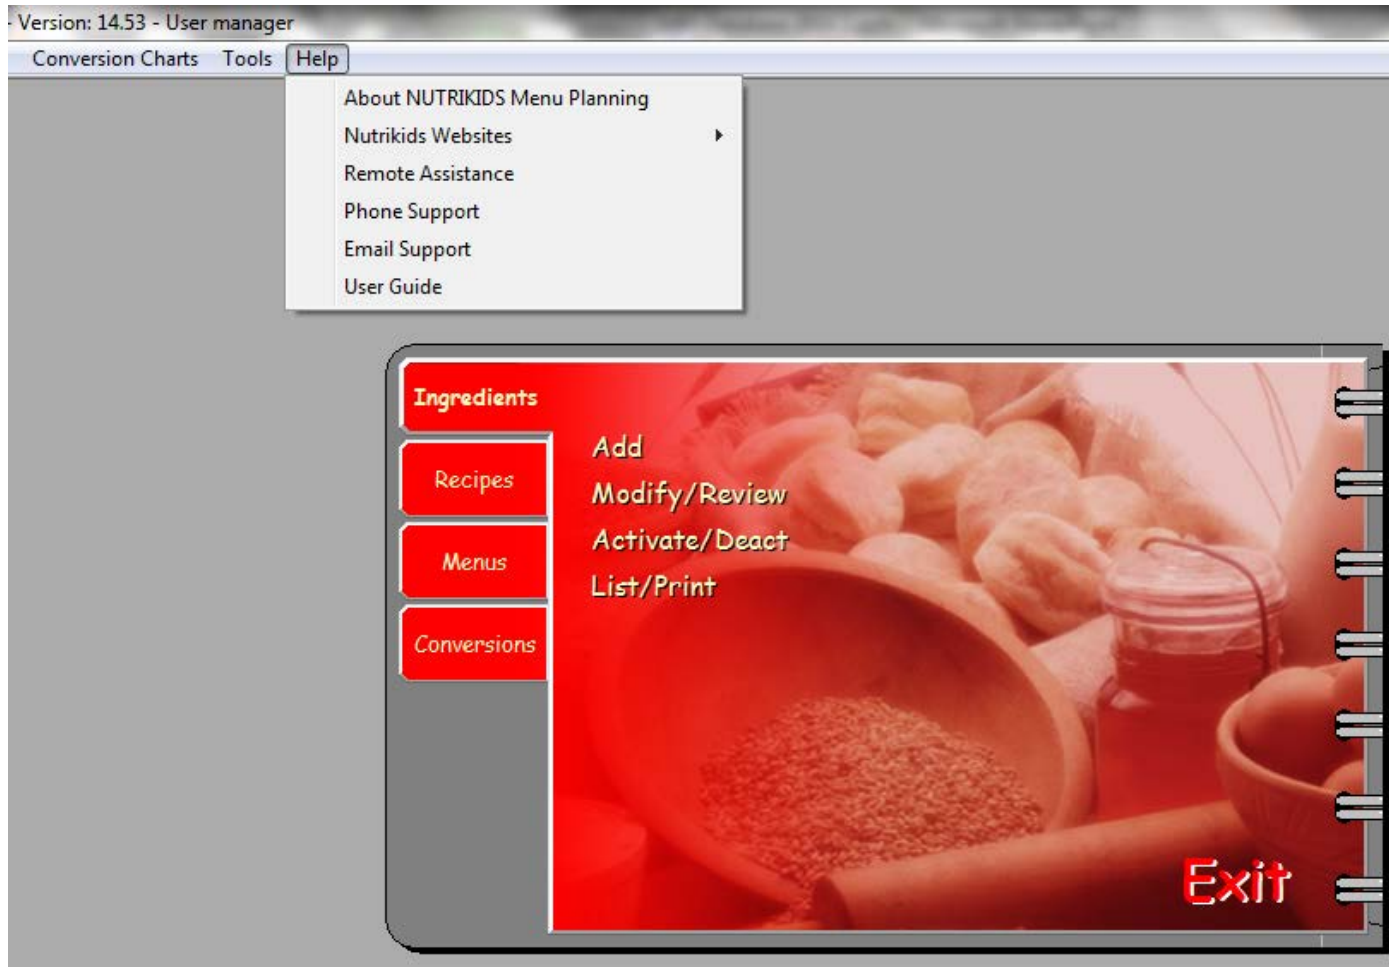 - Version: 14.53 - User manager
Conversion Charts Tools Help
About NUTRIKIDS Menu Planning
Nutrikids Websites
Remote Assistance
Phone Support
Email Support
User Guide
Ingredients
Recipes
Menus
Conversions
Add
Modify/Review
Activate/Deact
List/Print
Exit